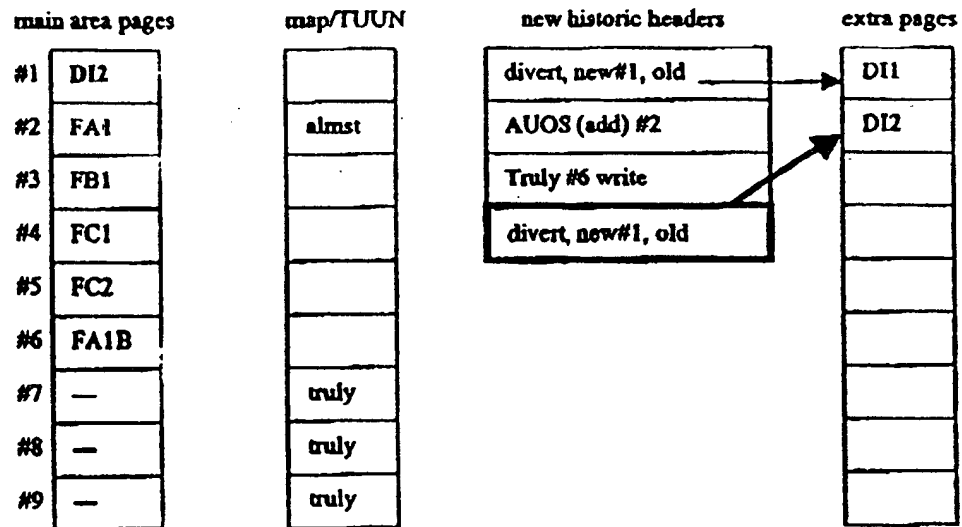 main area pages map/TUUN new historic headers extra pages
#1 DI2 divert, new#1, old DI1
#2 FA1 almst AUOS (add) #2 DI2
#3 FB1 Truly #6 write
#4 FC1 divert, new#1, old
#5 FC2
#6 FA1B
#7 — truly
#8 — truly
#9 — truly